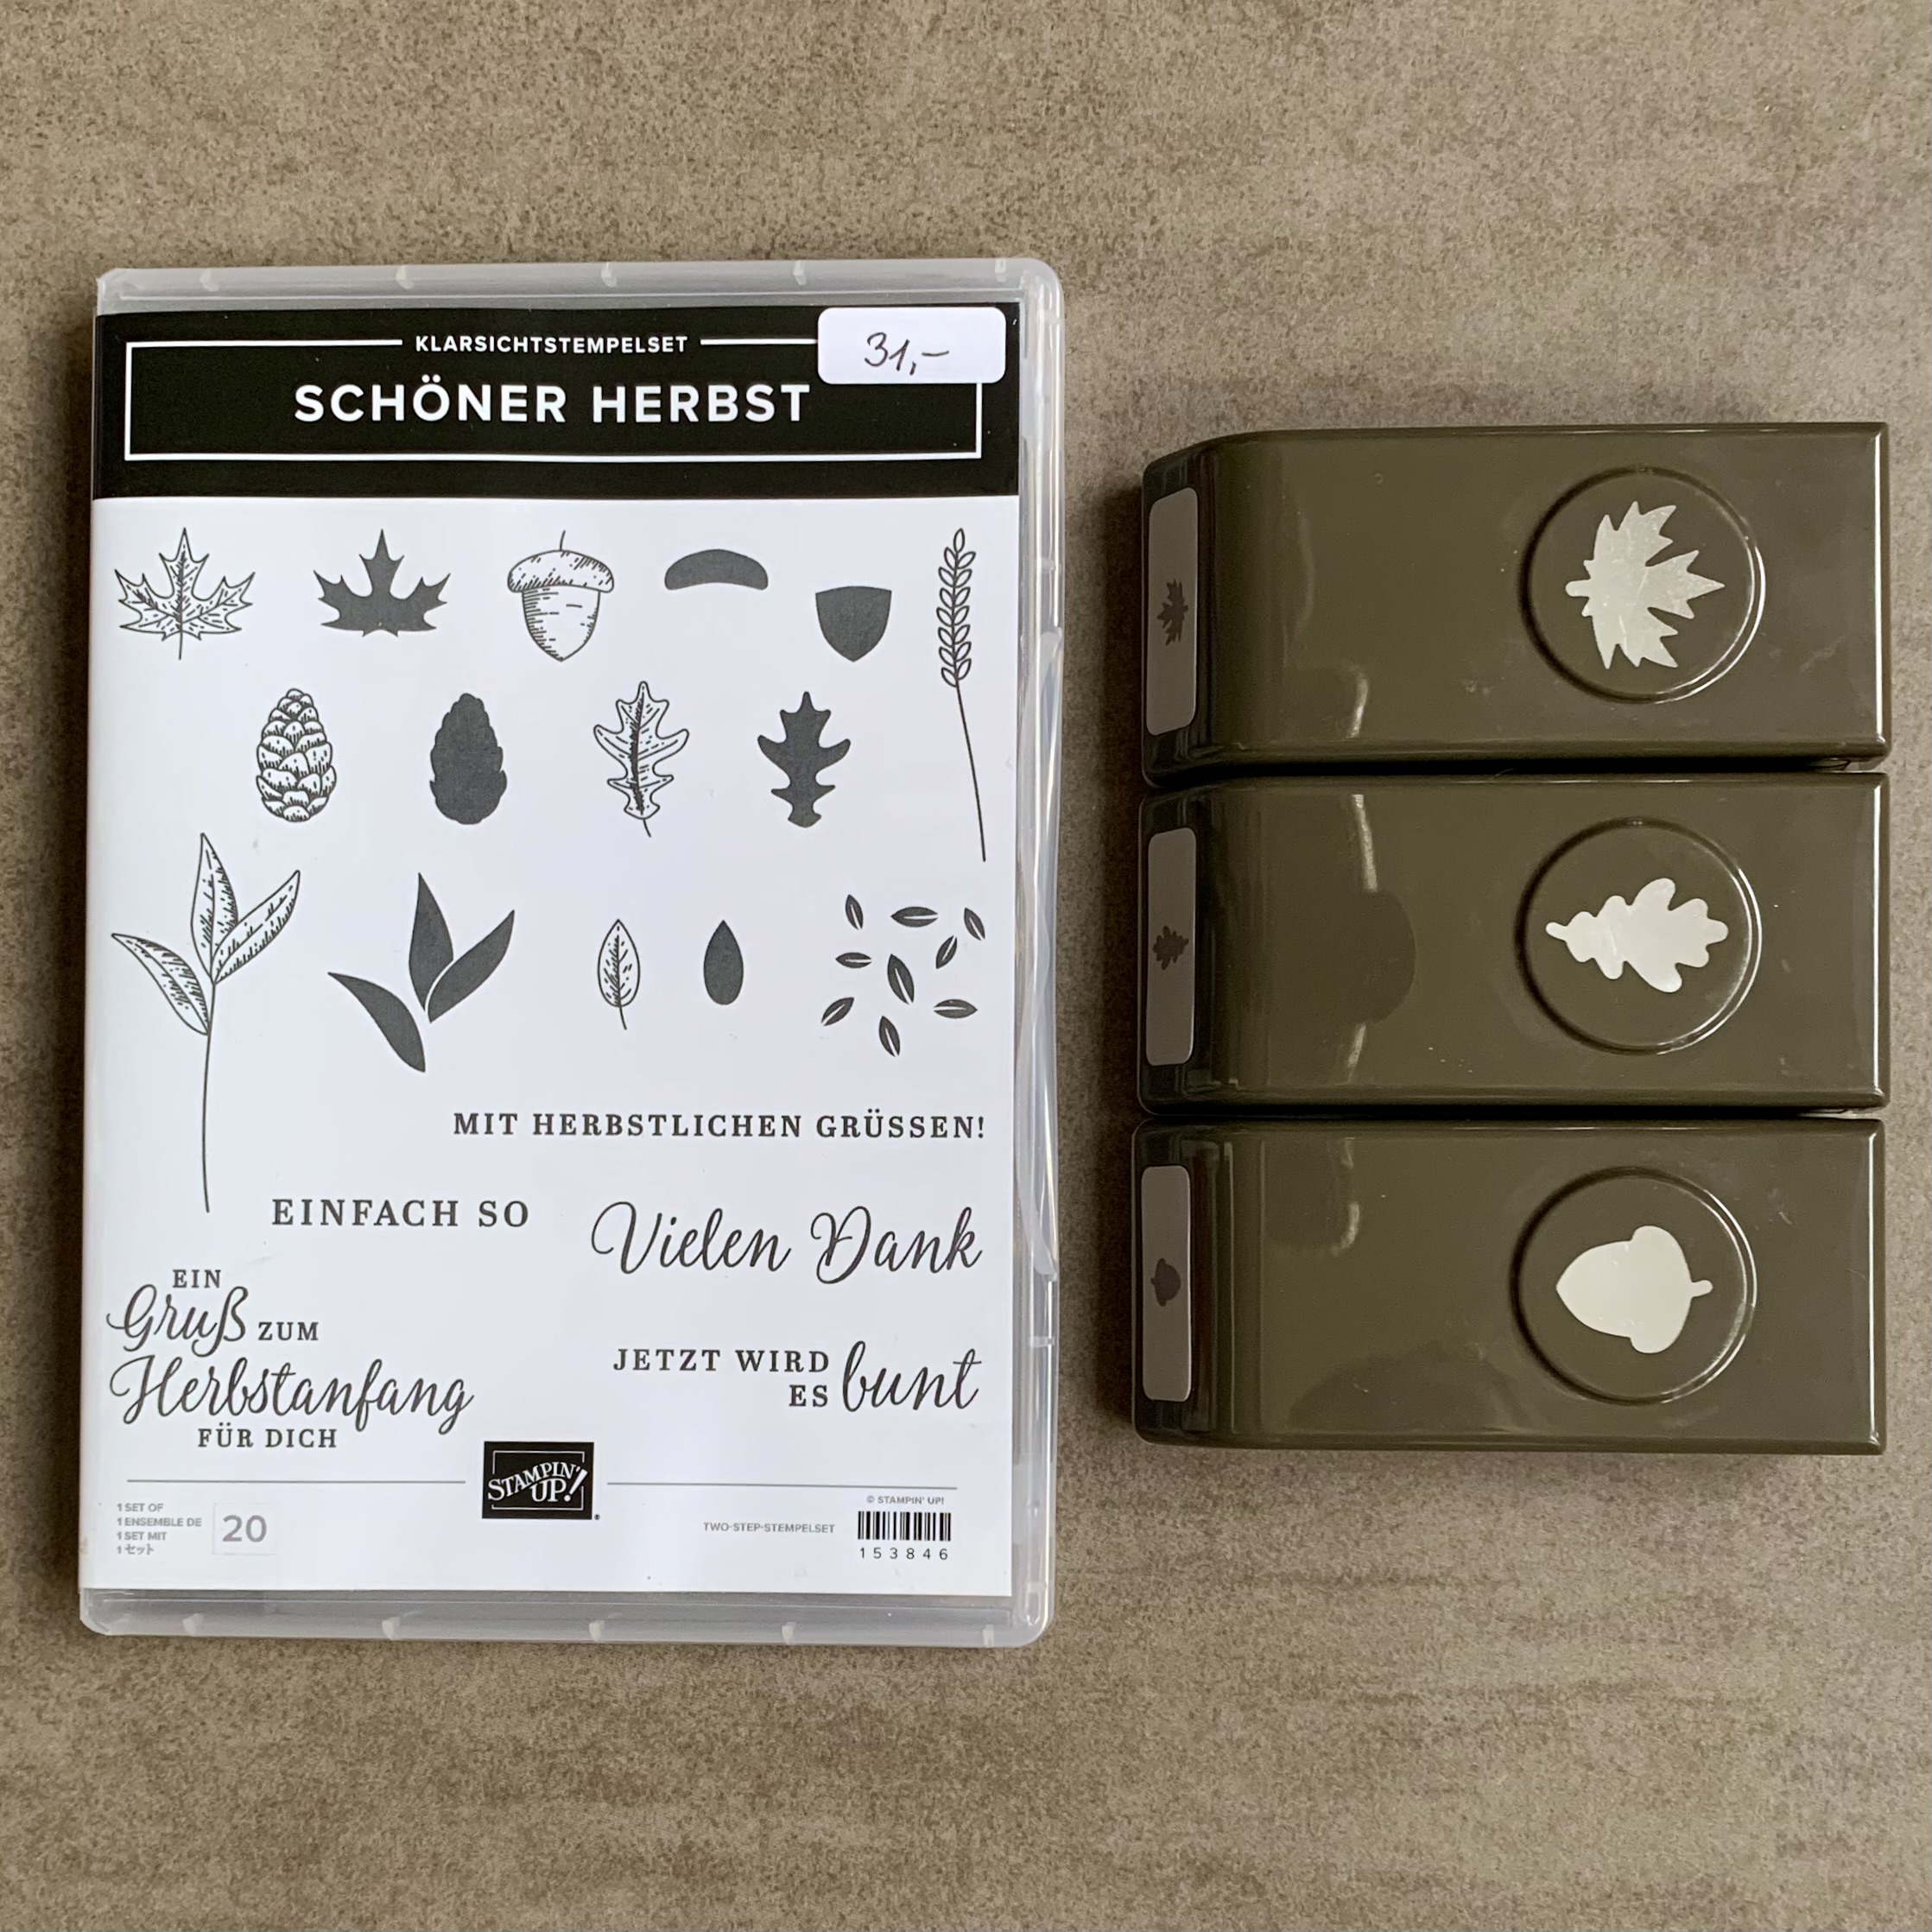 KLARSICHTSTEMPELSET
31,-
SCHÖNER HERBST
MIT HERBSTLICHEN GRÜSSEN!
EINFACH SO
Vielen Dank
EIN
Gruß ZUM
Herbstanfang
FÜR DICH
JETZT WIRD
ES bunt
STAMPIN'
UP!
1 SET OF
1 ENSEMBLE DE
1 SET MIT
1 セット
20
TWO-STEP-STEMPELSET
© STAMPIN' UP!
153846